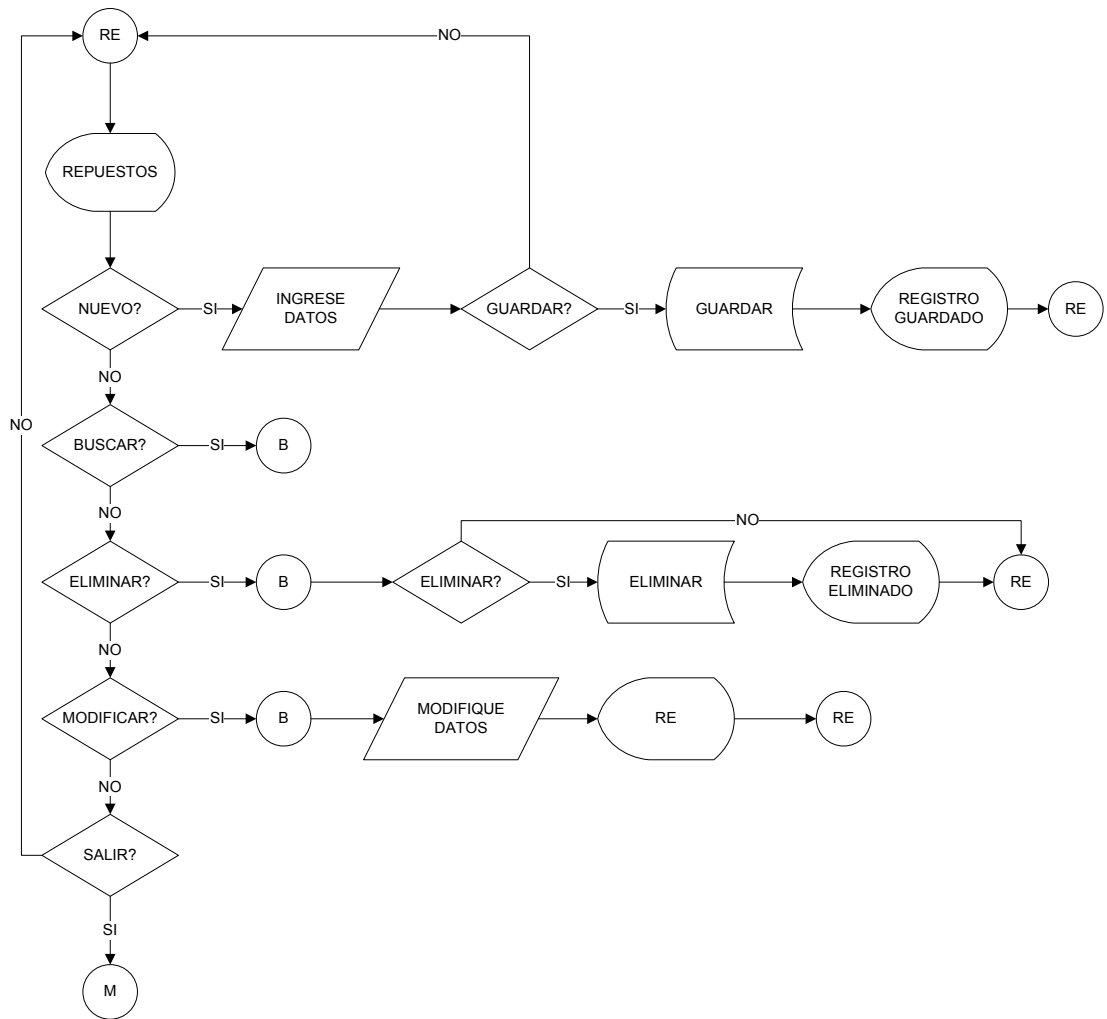 RE
NO
REPUESTOS
NUEVO?
SI
INGRESE
DATOS
GUARDAR?
SI
GUARDAR
REGISTRO
GUARDADO
RE
NO
NO
BUSCAR?
SI
B
NO
NO
ELIMINAR?
SI
B
ELIMINAR?
SI
ELIMINAR
REGISTRO
ELIMINADO
RE
NO
MODIFICAR?
SI
B
MODIFIQUE
DATOS
RE
RE
NO
SALIR?
SI
M